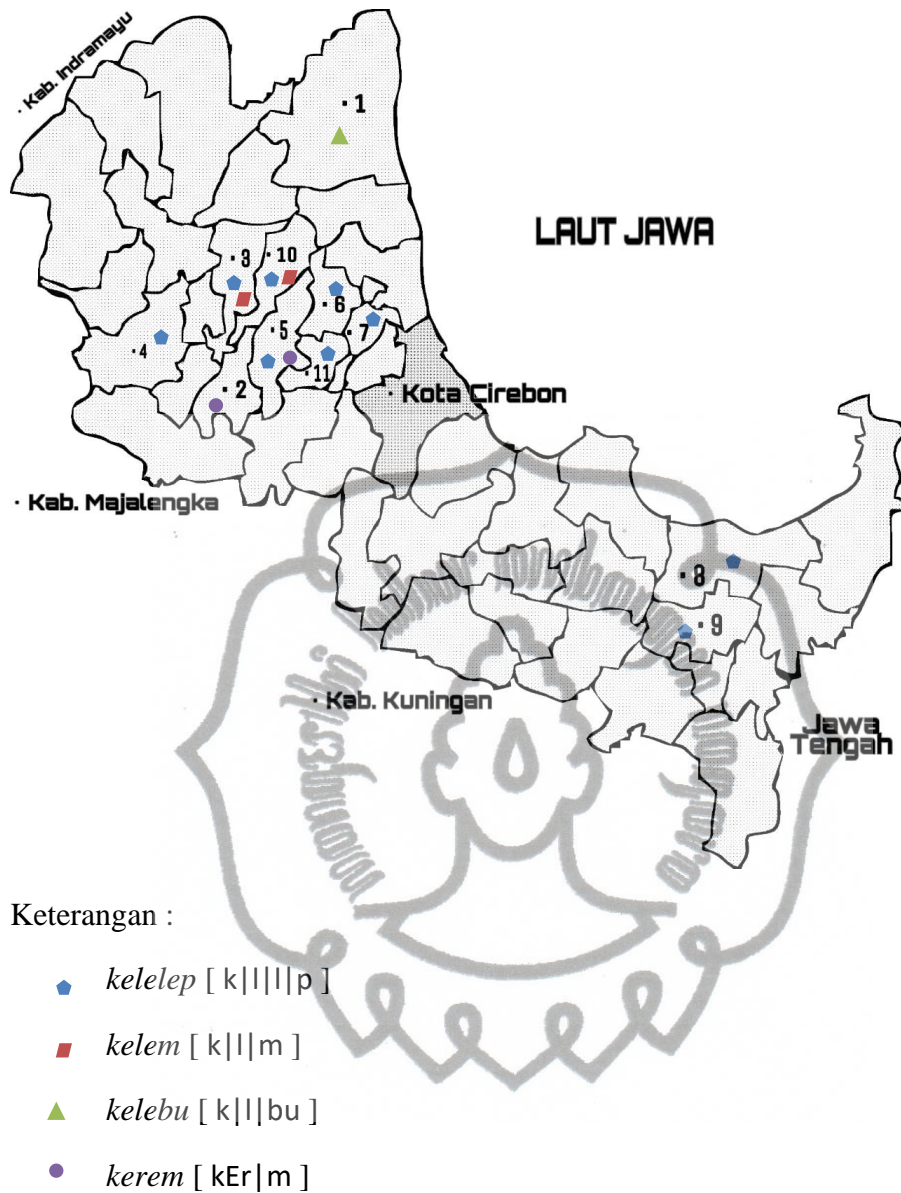 · Kab. Indramayu
· 1
LAUT JAWA
· 3
· 10
· 6
· 5
· 7
· 4
· 11
· 2
· Kota Cirebon
· Kab. Majalengka
· 8
· 9
· Kab. Kuningan
Jawa
Tengah
Keterangan :
kelelep [ k|l|l|p ]
kelem [ k|l|m ]
kelebu [ k|l|bu ]
kerem [ kEr|m ]